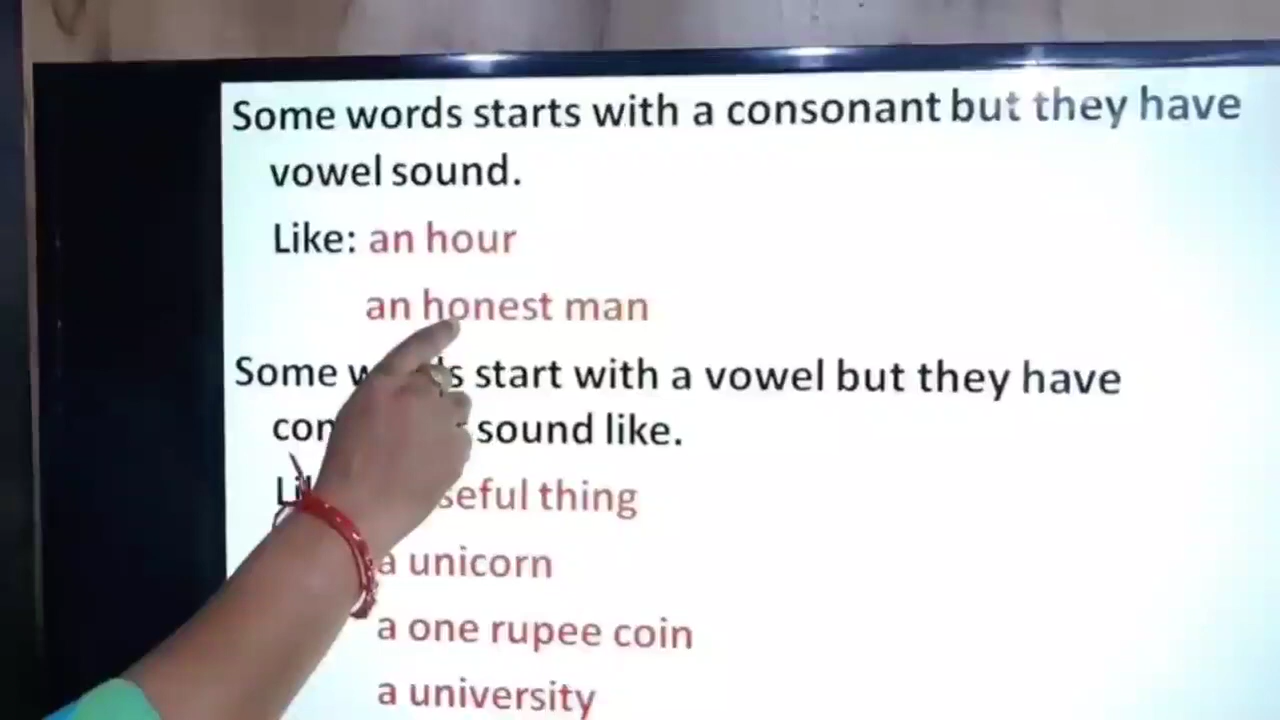 Some words starts with a consonant but they have
vowel sound.
Like: an hour
an honest man
Some start with a vowel but they have
sound like.
thing
a unicorn
a one rupee coin
a university